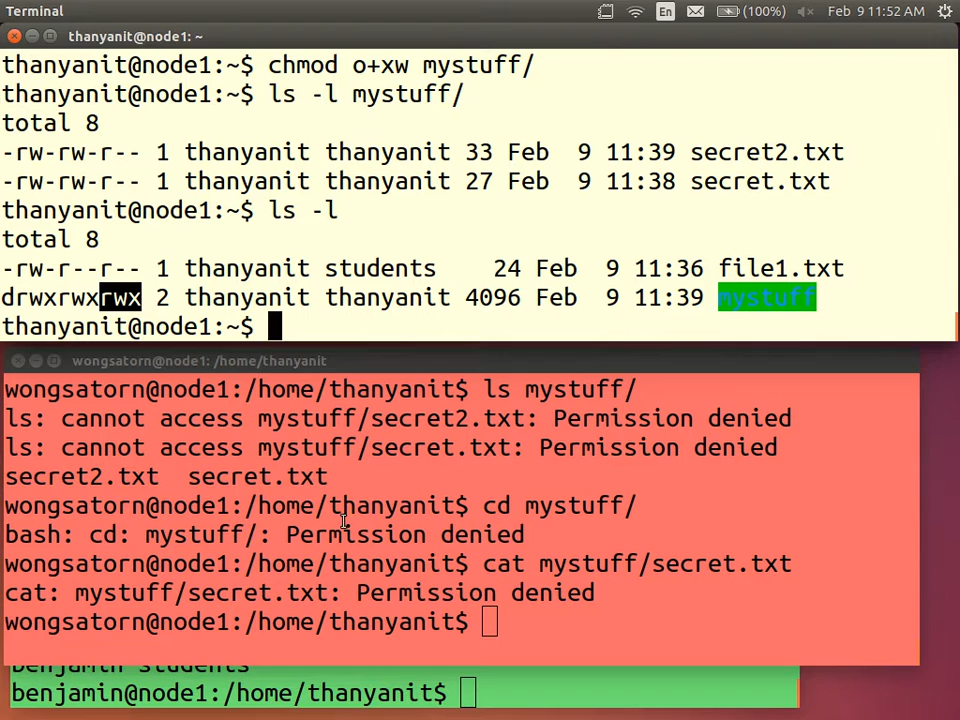 Terminal En (100%) Feb 9 11:52 AM
thanyanit@node1: ~
thanyanit@node1:~$ chmod o+xw mystuff/
thanyanit@node1:~$ ls -l mystuff/
total 8
-rw-rw-r-- 1 thanyanit thanyanit 33 Feb  9 11:39 secret2.txt
-rw-rw-r-- 1 thanyanit thanyanit 27 Feb  9 11:38 secret.txt
thanyanit@node1:~$ ls -l
total 8
-rw-r--r-- 1 thanyanit students    24 Feb  9 11:36 file1.txt
drwxrwxrwx 2 thanyanit thanyanit 4096 Feb  9 11:39 mystuff
thanyanit@node1:~$
wongsatorn@node1: /home/thanyanit
wongsatorn@node1:/home/thanyanit$ ls mystuff/
ls: cannot access mystuff/secret2.txt: Permission denied
ls: cannot access mystuff/secret.txt: Permission denied
secret2.txt  secret.txt
wongsatorn@node1:/home/thanyanit$ cd mystuff/
bash: cd: mystuff/: Permission denied
wongsatorn@node1:/home/thanyanit$ cat mystuff/secret.txt
cat: mystuff/secret.txt: Permission denied
wongsatorn@node1:/home/thanyanit$
benjamin students
benjamin@node1:/home/thanyanit$